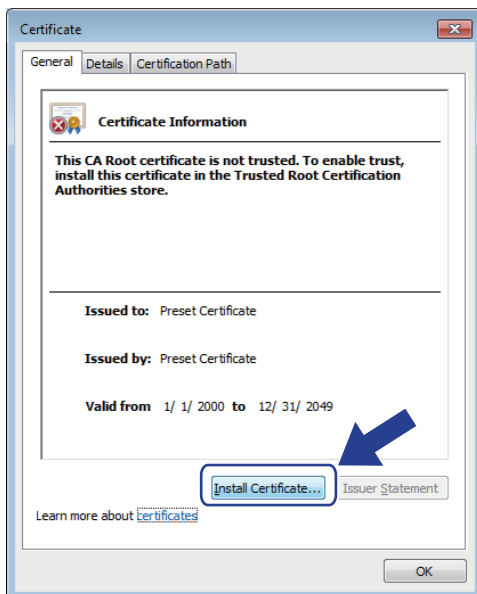 Certificate
General Details Certification Path
Certificate Information
This CA Root certificate is not trusted. To enable trust,
install this certificate in the Trusted Root Certification
Authorities store.
Issued to: Preset Certificate
Issued by: Preset Certificate
Valid from 1/ 1/ 2000 to 12/ 31/ 2049
Install Certificate... Issuer Statement
Learn more about certificates
OK